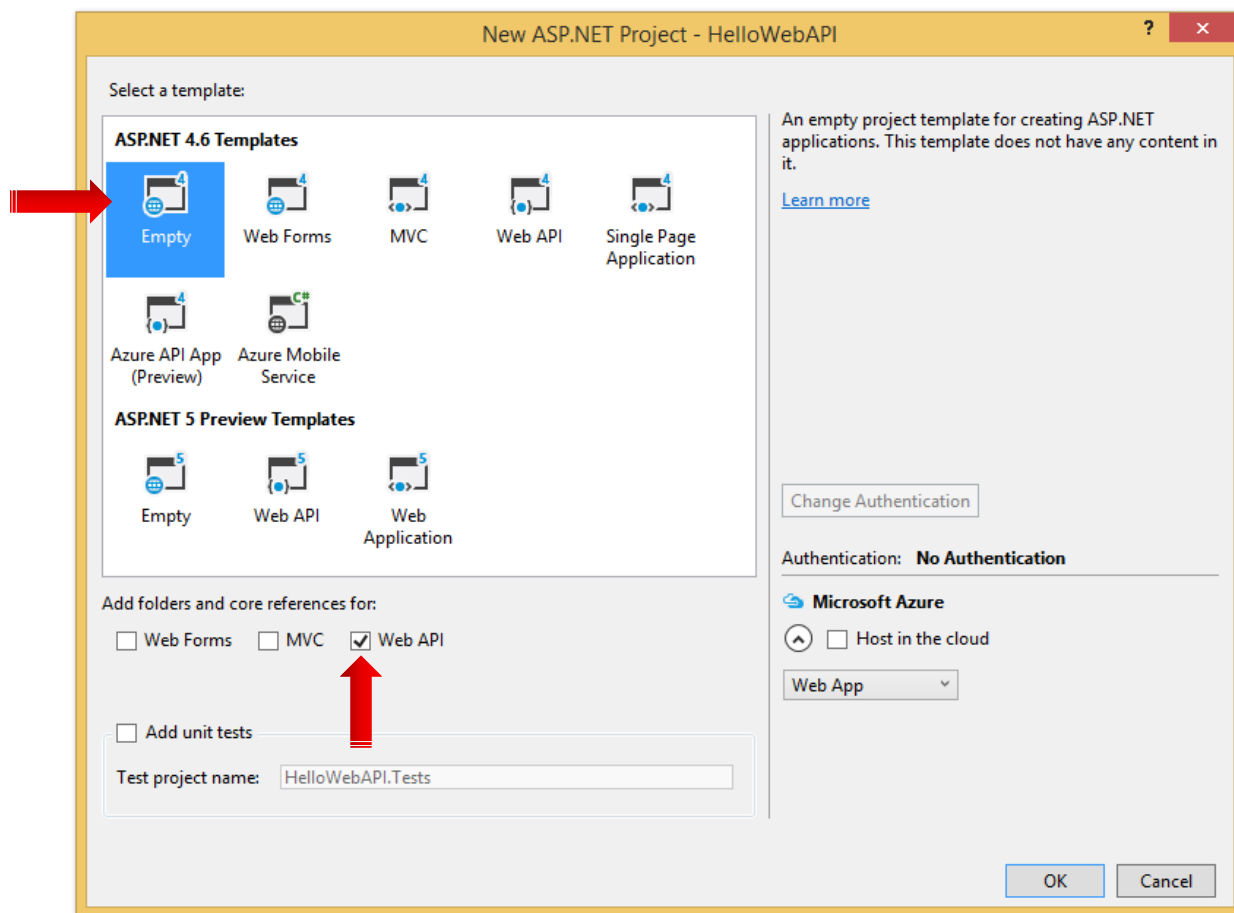 New ASP.NET Project - HelloWebAPI
?
Select a template:
ASP.NET 4.6 Templates
4
Empty
4
Web Forms
4
MVC
4
Web API
4
Single Page
Application
4
Azure API App
(Preview)
C#
Azure Mobile
Service
ASP.NET 5 Preview Templates
5
Empty
5
Web API
5
Web
Application
An empty project template for creating ASP.NET
applications. This template does not have any content in
it.
Learn more
Change Authentication
Authentication: No Authentication
Microsoft Azure
Host in the cloud
Web App
Add folders and core references for:
Web Forms MVC Web API
Add unit tests
Test project name: HelloWebAPI.Tests
OK Cancel